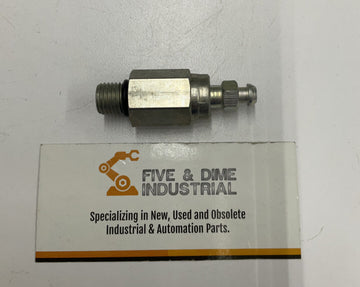 FIVE & DIME
INDUSTRIAL
Specializing in New, Used and Obsolete
Industrial & Automation Parts.